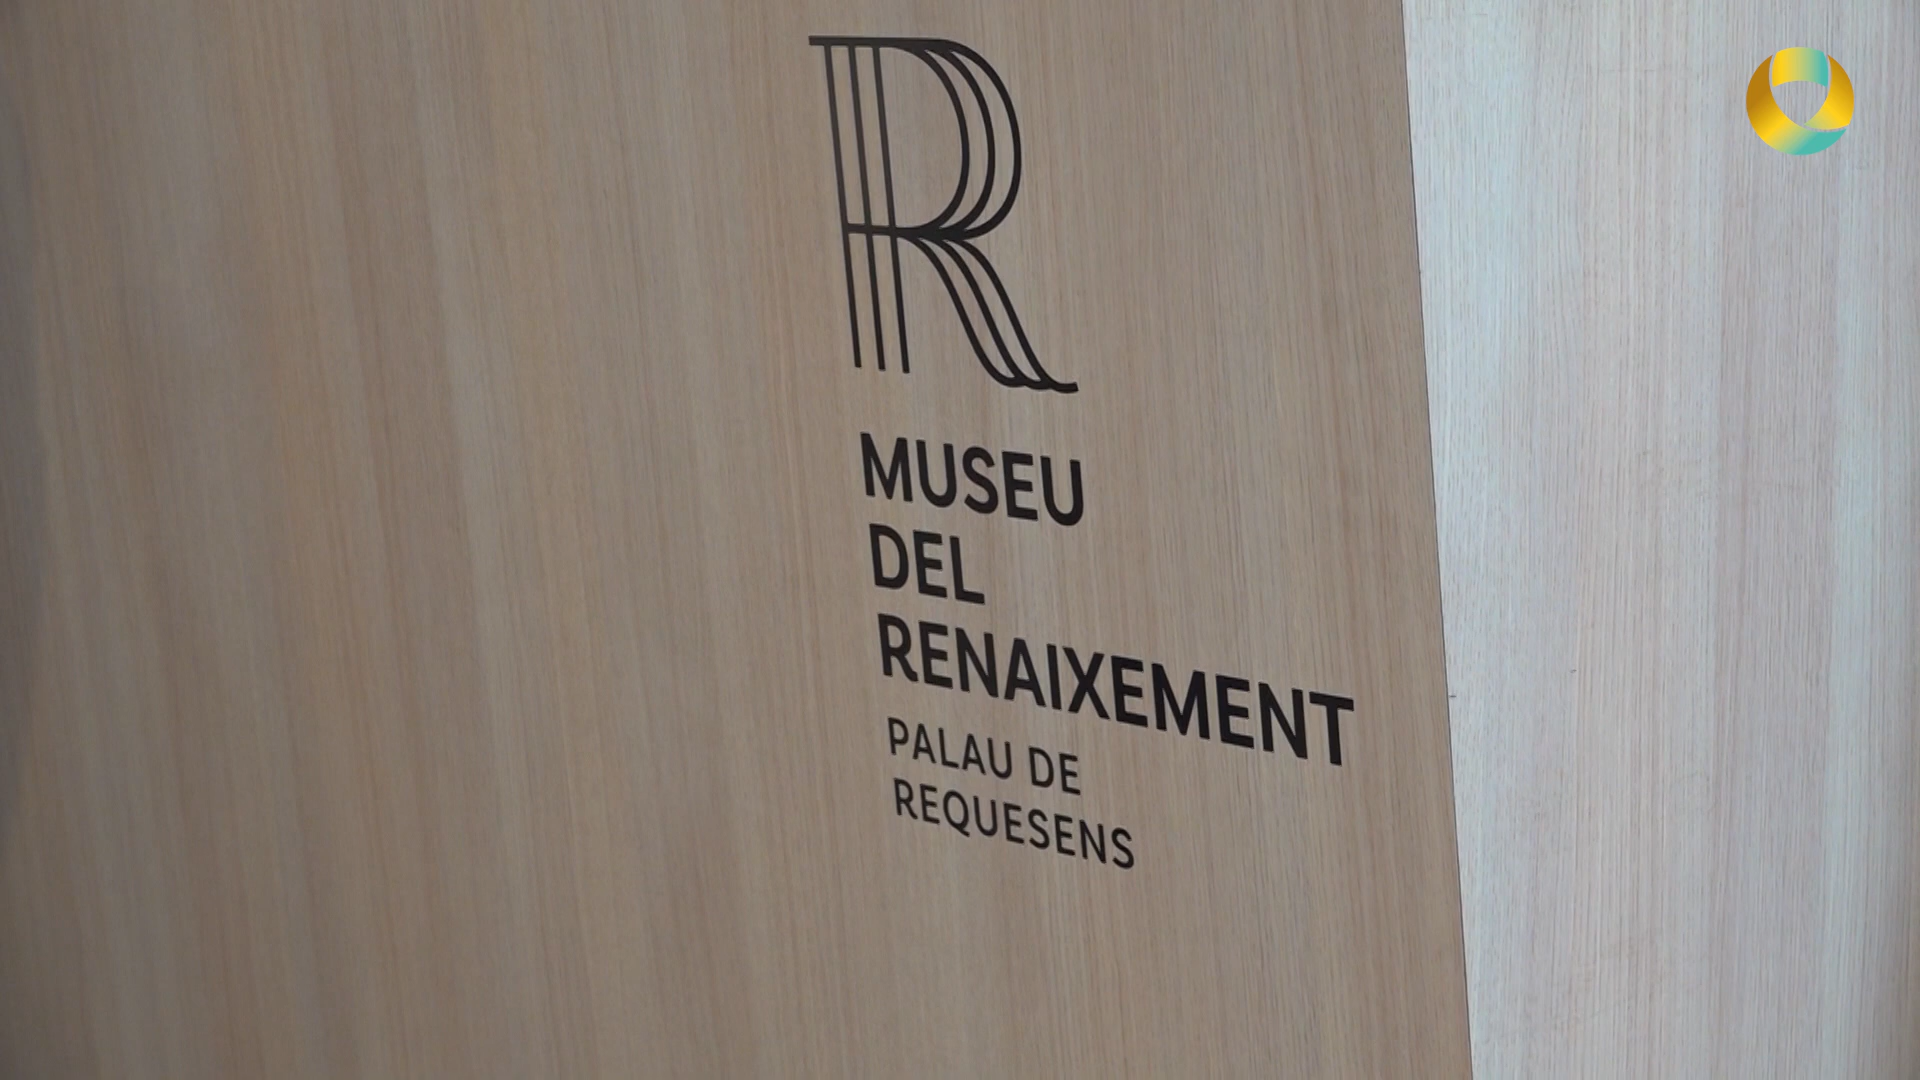 R
MUSEU
DEL
RENAIXEMENT
PALAU DE
REQUESENS